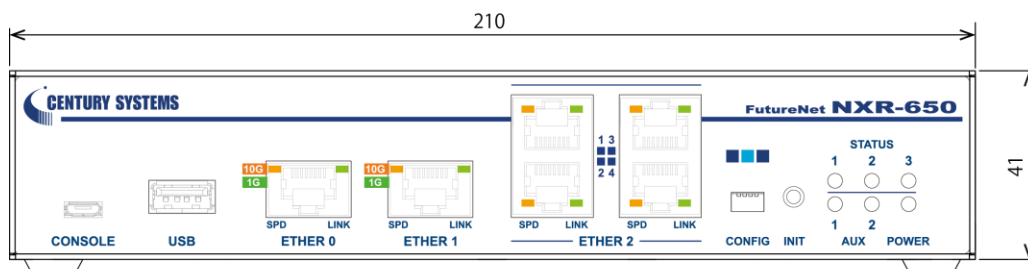 210
CENTURY SYSTEMS
FutureNet NXR-650
41
STATUS
1 2 3
1 3
2 4
10G
1G
10G
1G
SPD LINK
SPD LINK
SPD LINK
SPD LINK
1 2
CONSOLE
USB
ETHER 0
ETHER 1
ETHER 2
CONFIG
INIT
AUX
POWER